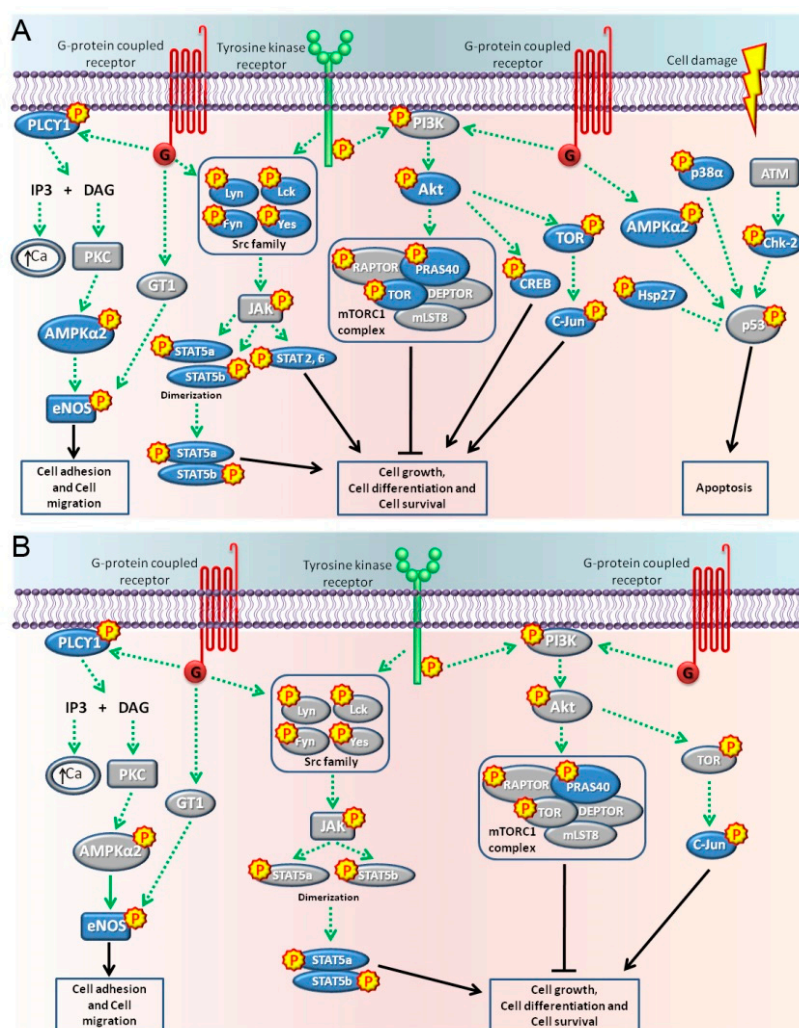 A
G-protein coupled
receptor
Tyrosine kinase
receptor
G-protein coupled
receptor
Cell damage
PLCY1
P
G
P
PI3K
P
G
IP3 + DAG
P
Lyn
P
Lck
P
Fyn
P
Yes
Src family
P
Akt
P
p38α
ATM
↑Ca
PKC
GT1
RAPTOR
P
P
PRAS40
P
TOR
DEPTOR
mLST8
mTORC1
complex
TOR
P
P
CREB
AMPKα2
P
Chk-2
P
P
Hsp27
JAK
P
AMPKα2
P
C-Jun
P
p53
P
P
STAT5a
STAT5b
P
P
STAT 2, 6
Dimerization
eNOS
P
P
STAT5a
STAT5b
P
Cell adhesion
and Cell
migration
Cell growth,
Cell differentiation and
Cell survival
Apoptosis
B
G-protein coupled
receptor
Tyrosine kinase
receptor
G-protein coupled
receptor
PLCY1
P
G
P
P
PI3K
G
IP3 + DAG
P
Lyn
P
Lck
P
Fyn
P
Yes
Src family
P
Akt
↑Ca
PKC
GT1
P
RAPTOR
P
PRAS40
P
TOR
DEPTOR
mLST8
mTORC1
complex
TOR
P
AMPKα2
P
JAK
P
C-Jun
P
P
STAT5a
P
STAT5b
Dimerization
eNOS
P
P
STAT5a
STAT5b
P
Cell adhesion
and Cell
migration
Cell growth,
Cell differentiation and
Cell survival